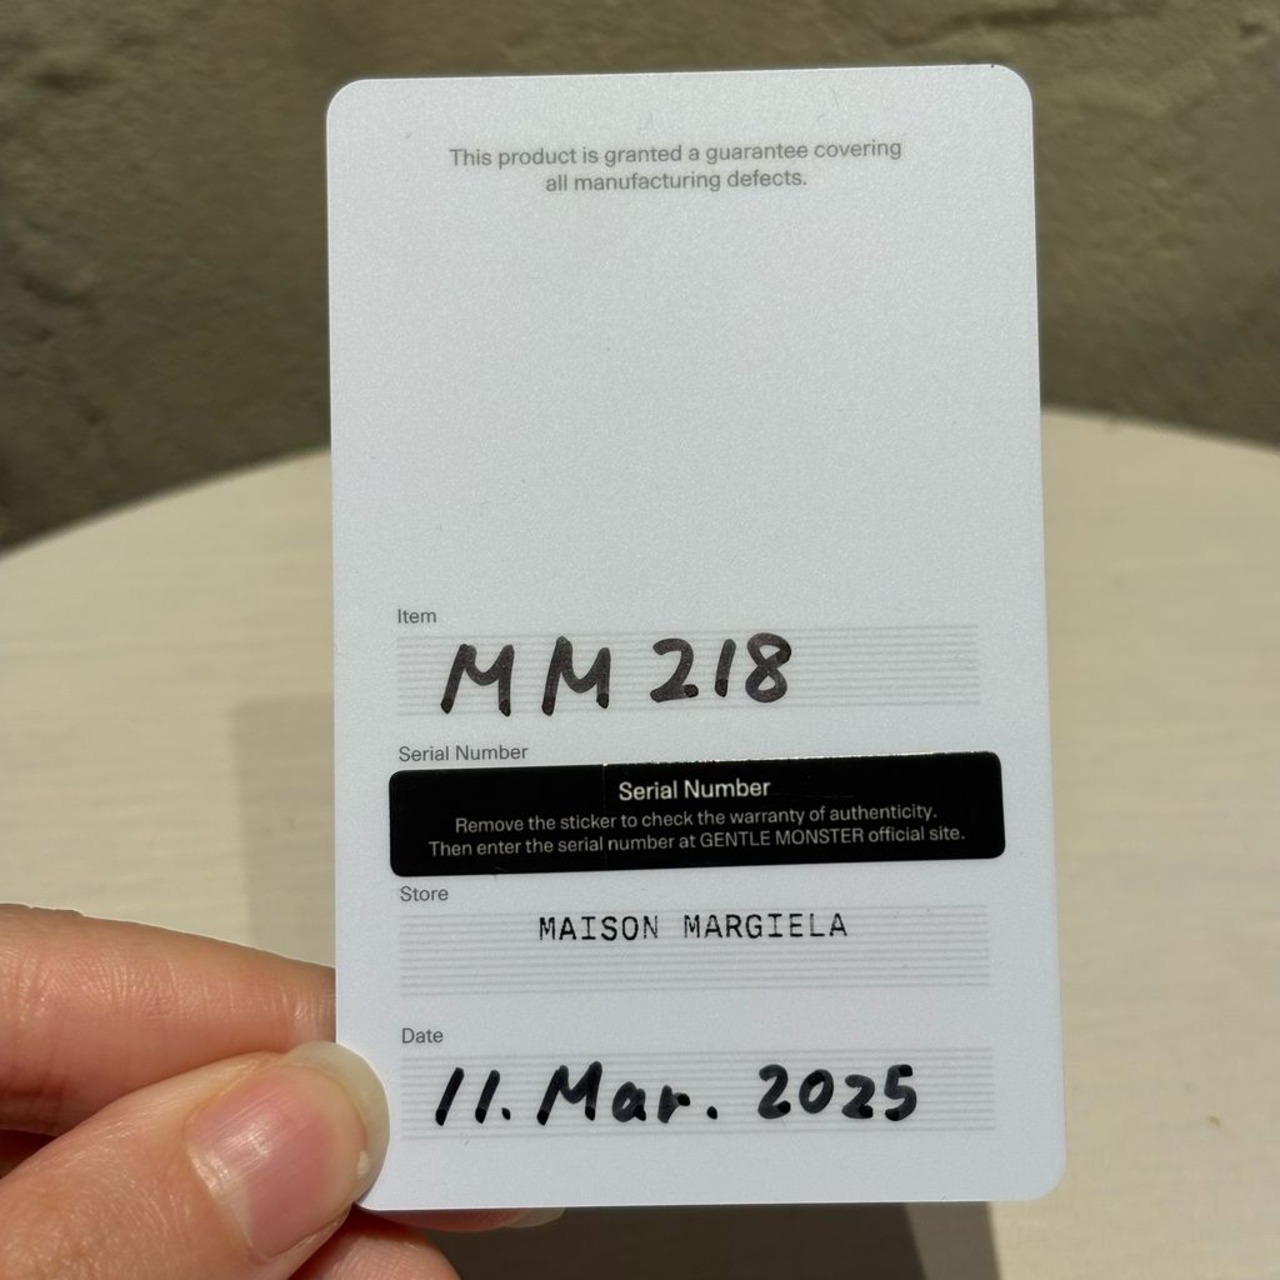 This product is granted a guarantee covering
all manufacturing defects.
Item
MM 218
Serial Number
Serial Number
Remove the sticker to check the warranty of authenticity.
Then enter the serial number at GENTLE MONSTER official site.
Store
MAISON MARGIELA
Date
11. Mar. 2025